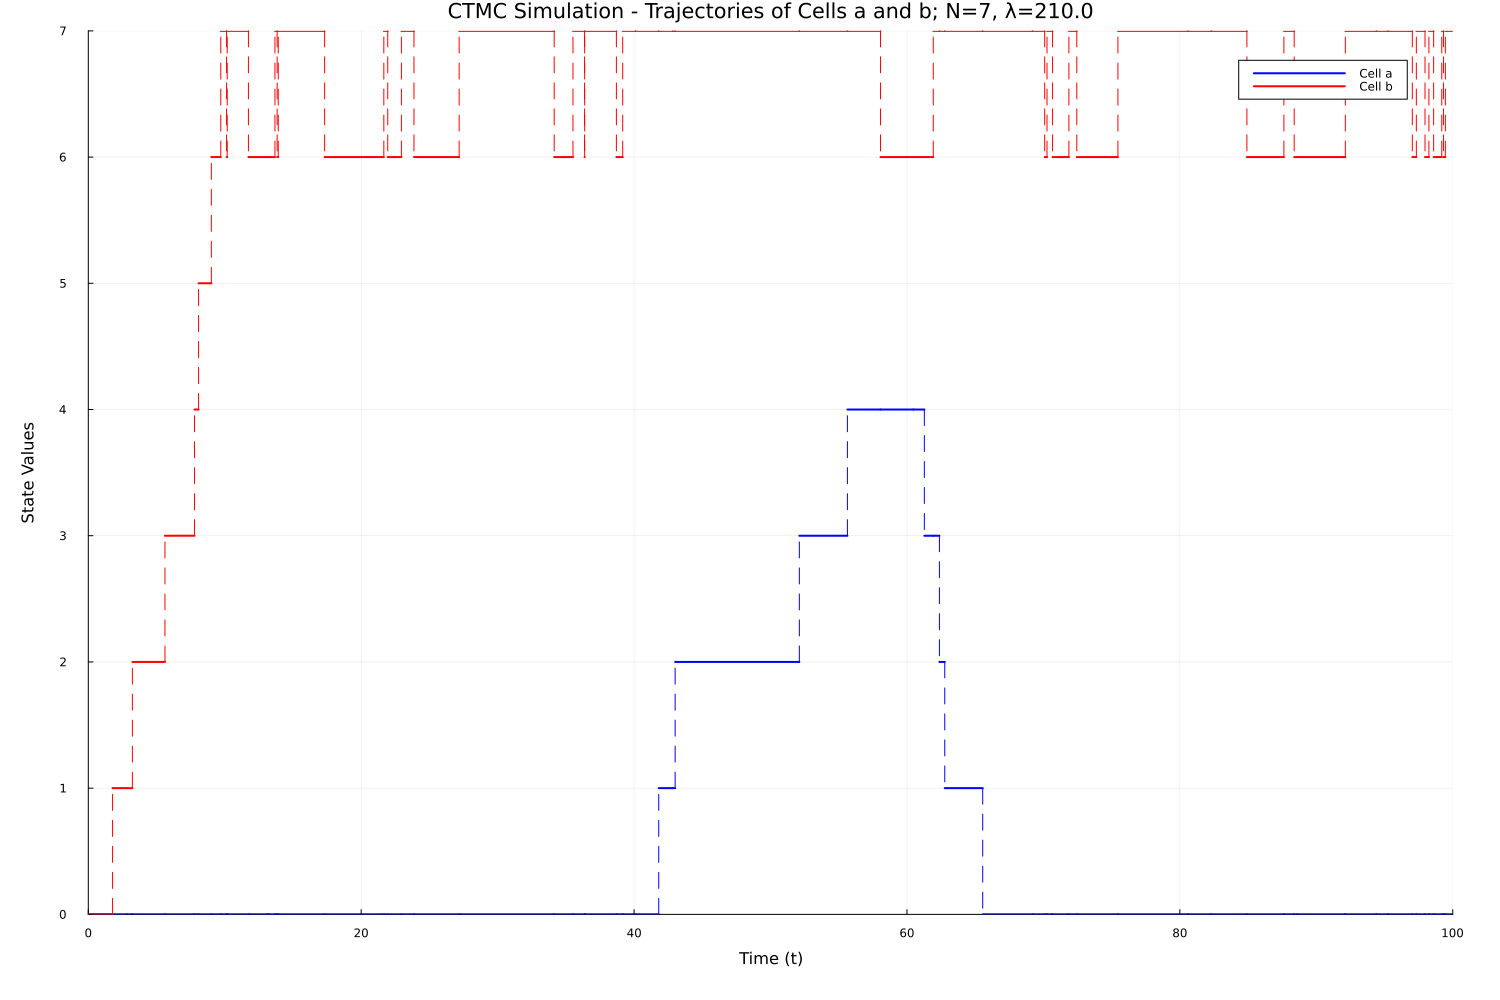 CTMC Simulation - Trajectories of Cells a and b; N=7, λ=210.0
7
Cell a
Cell b
6
5
4
State Values
3
2
1
0
0 20 40 60 80 100
Time (t)